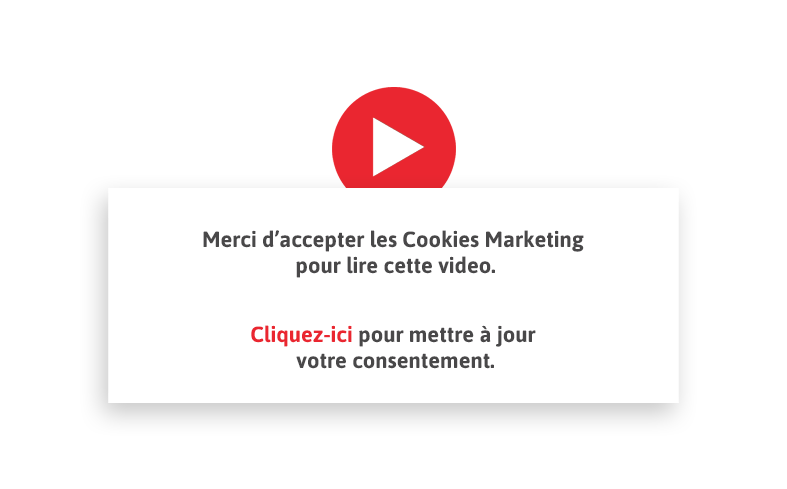 Merci d’accepter les Cookies Marketing
pour lire cette video.
Cliquez-ici pour mettre à jour
votre consentement.